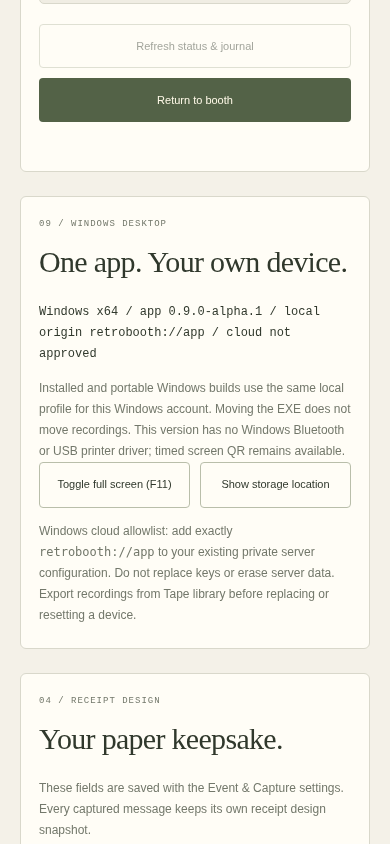 Refresh status & journal
Return to booth
09 / WINDOWS DESKTOP
One app. Your own device.
Windows x64 / app 0.9.0-alpha.1 / local
origin retrobooth://app / cloud not
approved
Installed and portable Windows builds use the same local
profile for this Windows account. Moving the EXE does not
move recordings. This version has no Windows Bluetooth
or USB printer driver; timed screen QR remains available.
Toggle full screen (F11)
Show storage location
Windows cloud allowlist: add exactly
retrobooth://app to your existing private server
configuration. Do not replace keys or erase server data.
Export recordings from Tape library before replacing or
resetting a device.
04 / RECEIPT DESIGN
Your paper keepsake.
These fields are saved with the Event & Capture settings.
Every captured message keeps its own receipt design
snapshot.